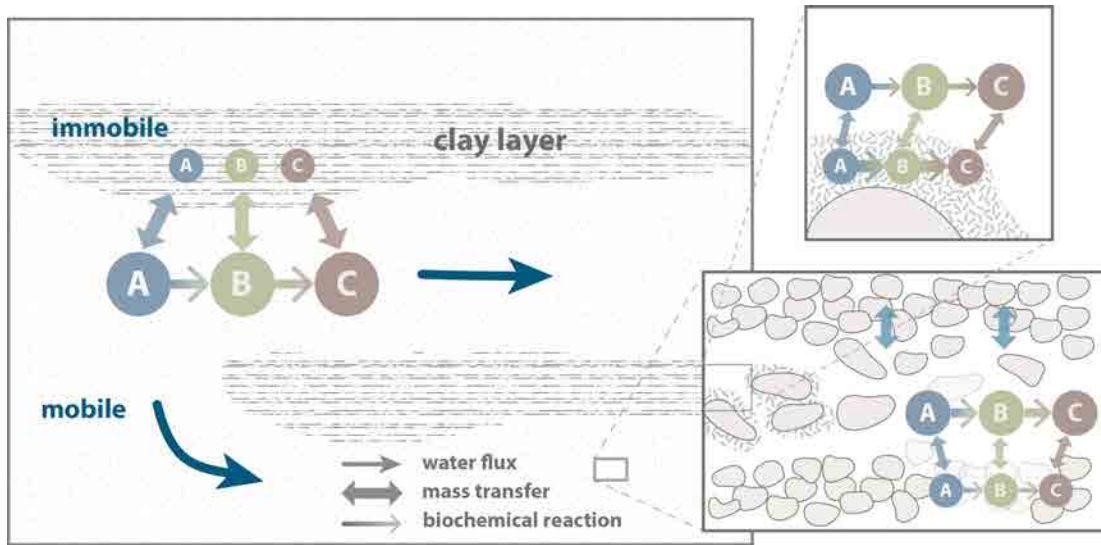 immobile
clay layer
A B C
A B C
mobile
water flux
mass transfer
biochemical reaction
A B C
A B C
A B C
A B C